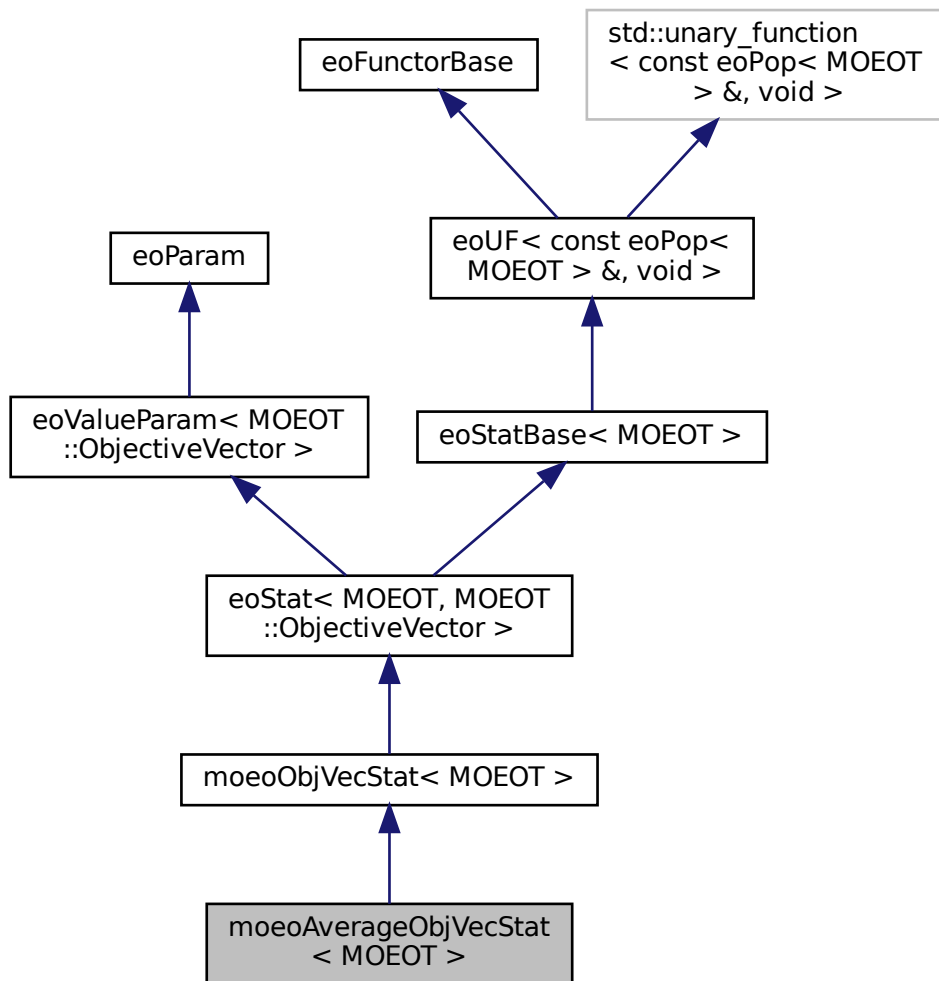 std::unary_function
< const eoPop< MOEOT
> &, void >
eoFunctorBase
eoUF< const eoPop<
MOEOT > &, void >
eoParam
eoValueParam< MOEOT
::ObjectiveVector >
eoStatBase< MOEOT >
eoStat< MOEOT, MOEOT
::ObjectiveVector >
moeoObjVecStat< MOEOT >
moeoAverageObjVecStat
< MOEOT >